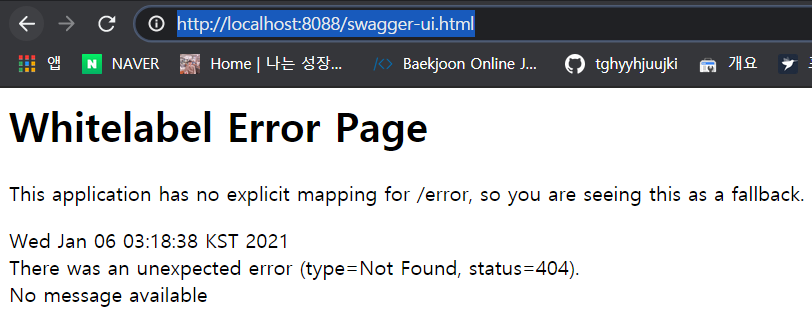 http://localhost:8088/swagger-ui.html
앱 NAVER Home | 나는 성장... Baekjoon Online J... tghyyhjuujki 개요
Whitelabel Error Page
This application has no explicit mapping for /error, so you are seeing this as a fallback.
Wed Jan 06 03:18:38 KST 2021
There was an unexpected error (type=Not Found, status=404).
No message available